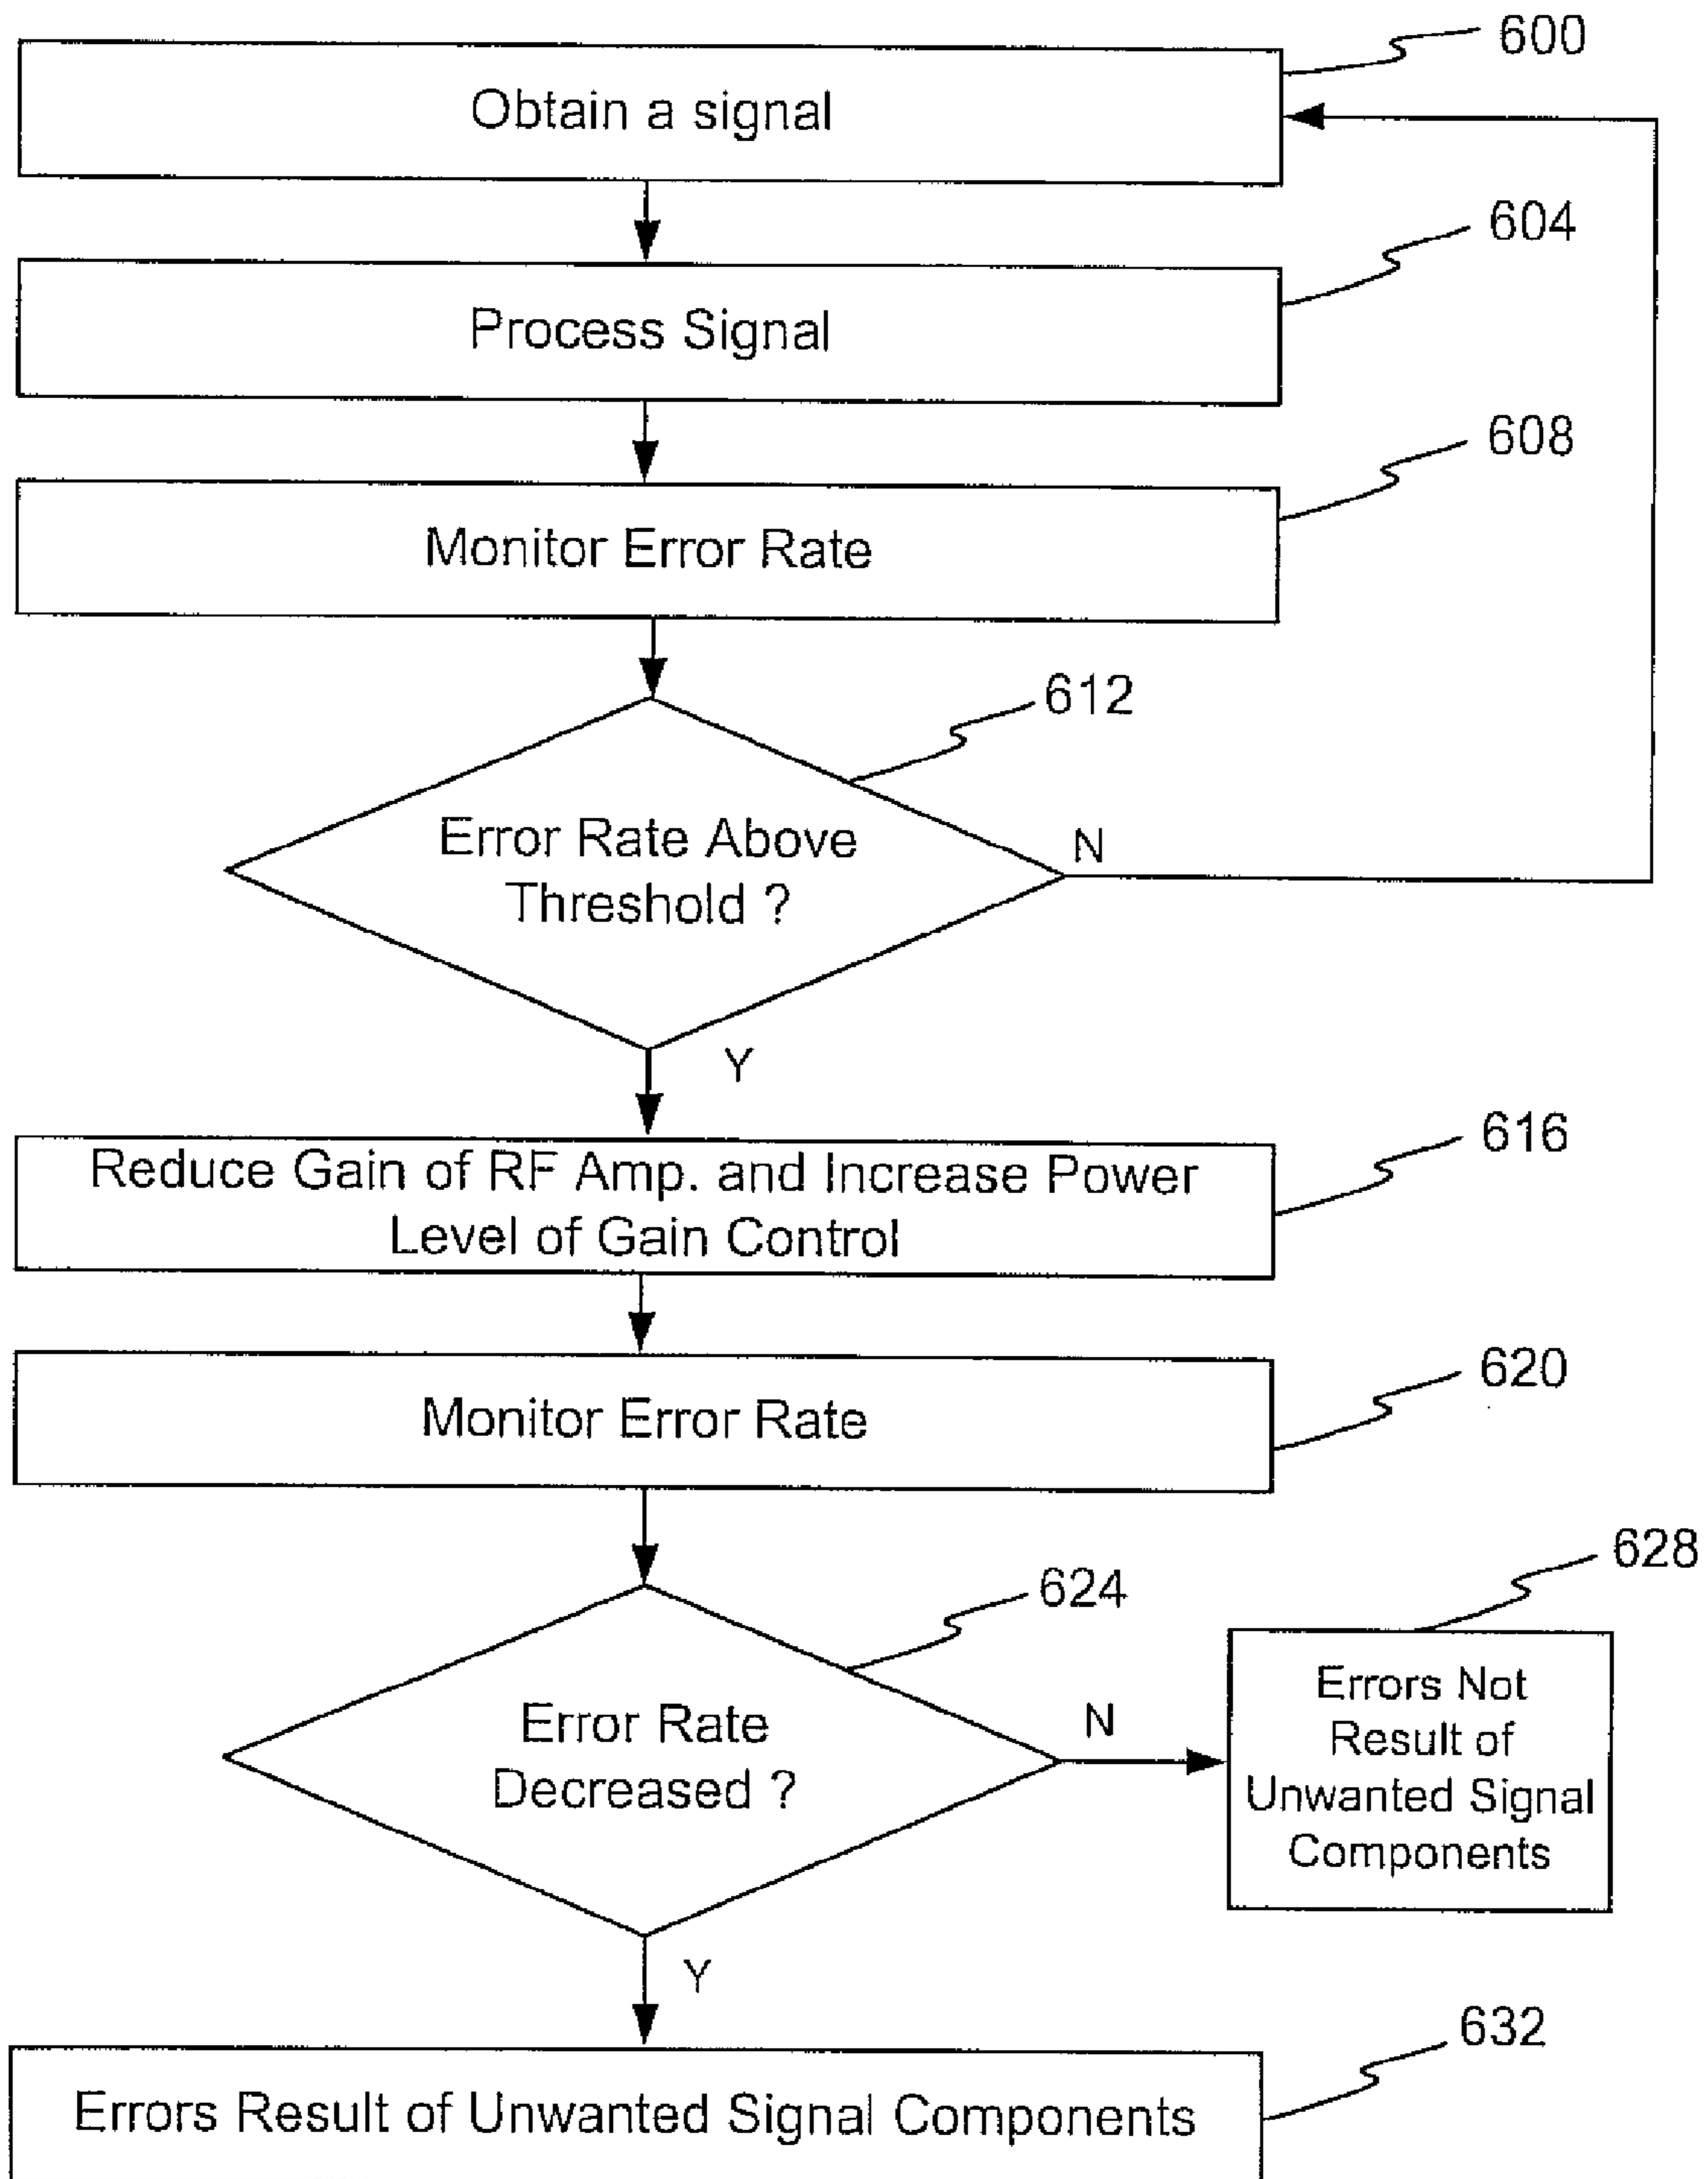 600
Obtain a signal
604
Process Signal
608
Monitor Error Rate
612
Error Rate Above
Threshold ?
N
Y
616
Reduce Gain of RF Amp. and Increase Power
Level of Gain Control
620
Monitor Error Rate
624
628
Error Rate
Decreased ?
N
Errors Not
Result of
Unwanted Signal
Components
Y
632
Errors Result of Unwanted Signal Components